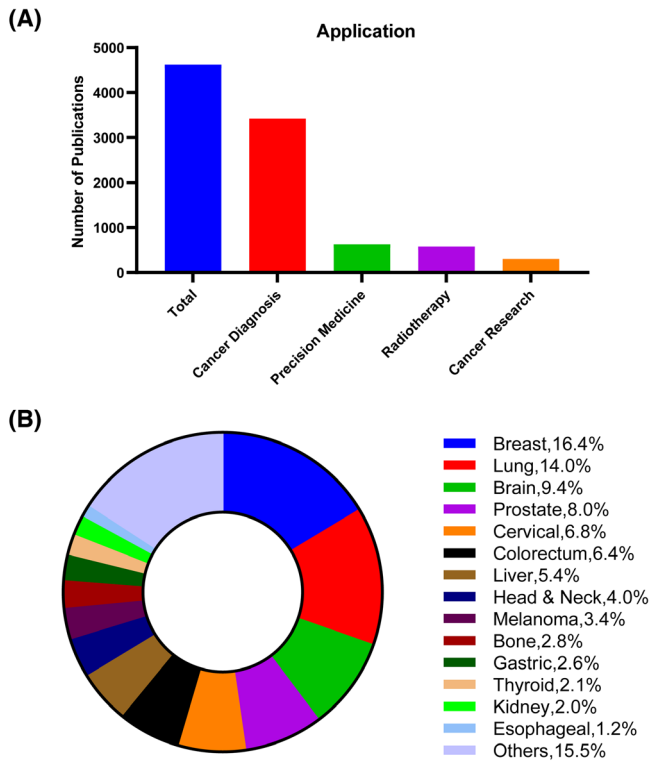 (A)
Application
Number of Publications
5000
4000
3000
2000
1000
0
Total
Cancer Diagnosis
Precision Medicine
Radiotherapy
Cancer Research
(B)
Breast,16.4%
Lung,14.0%
Brain,9.4%
Prostate,8.0%
Cervical,6.8%
Colorectum,6.4%
Liver,5.4%
Head & Neck,4.0%
Melanoma,3.4%
Bone,2.8%
Gastric,2.6%
Thyroid,2.1%
Kidney,2.0%
Esophageal,1.2%
Others,15.5%